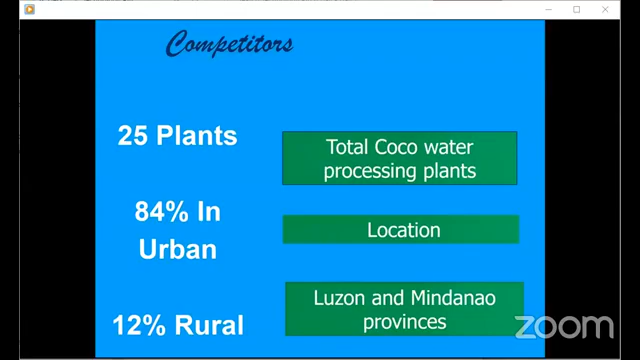 Competitors
25 Plants
Total Coco water
processing plants
84% In
Urban
Location
12% Rural
Luzon and Mindanao
provinces
zoom